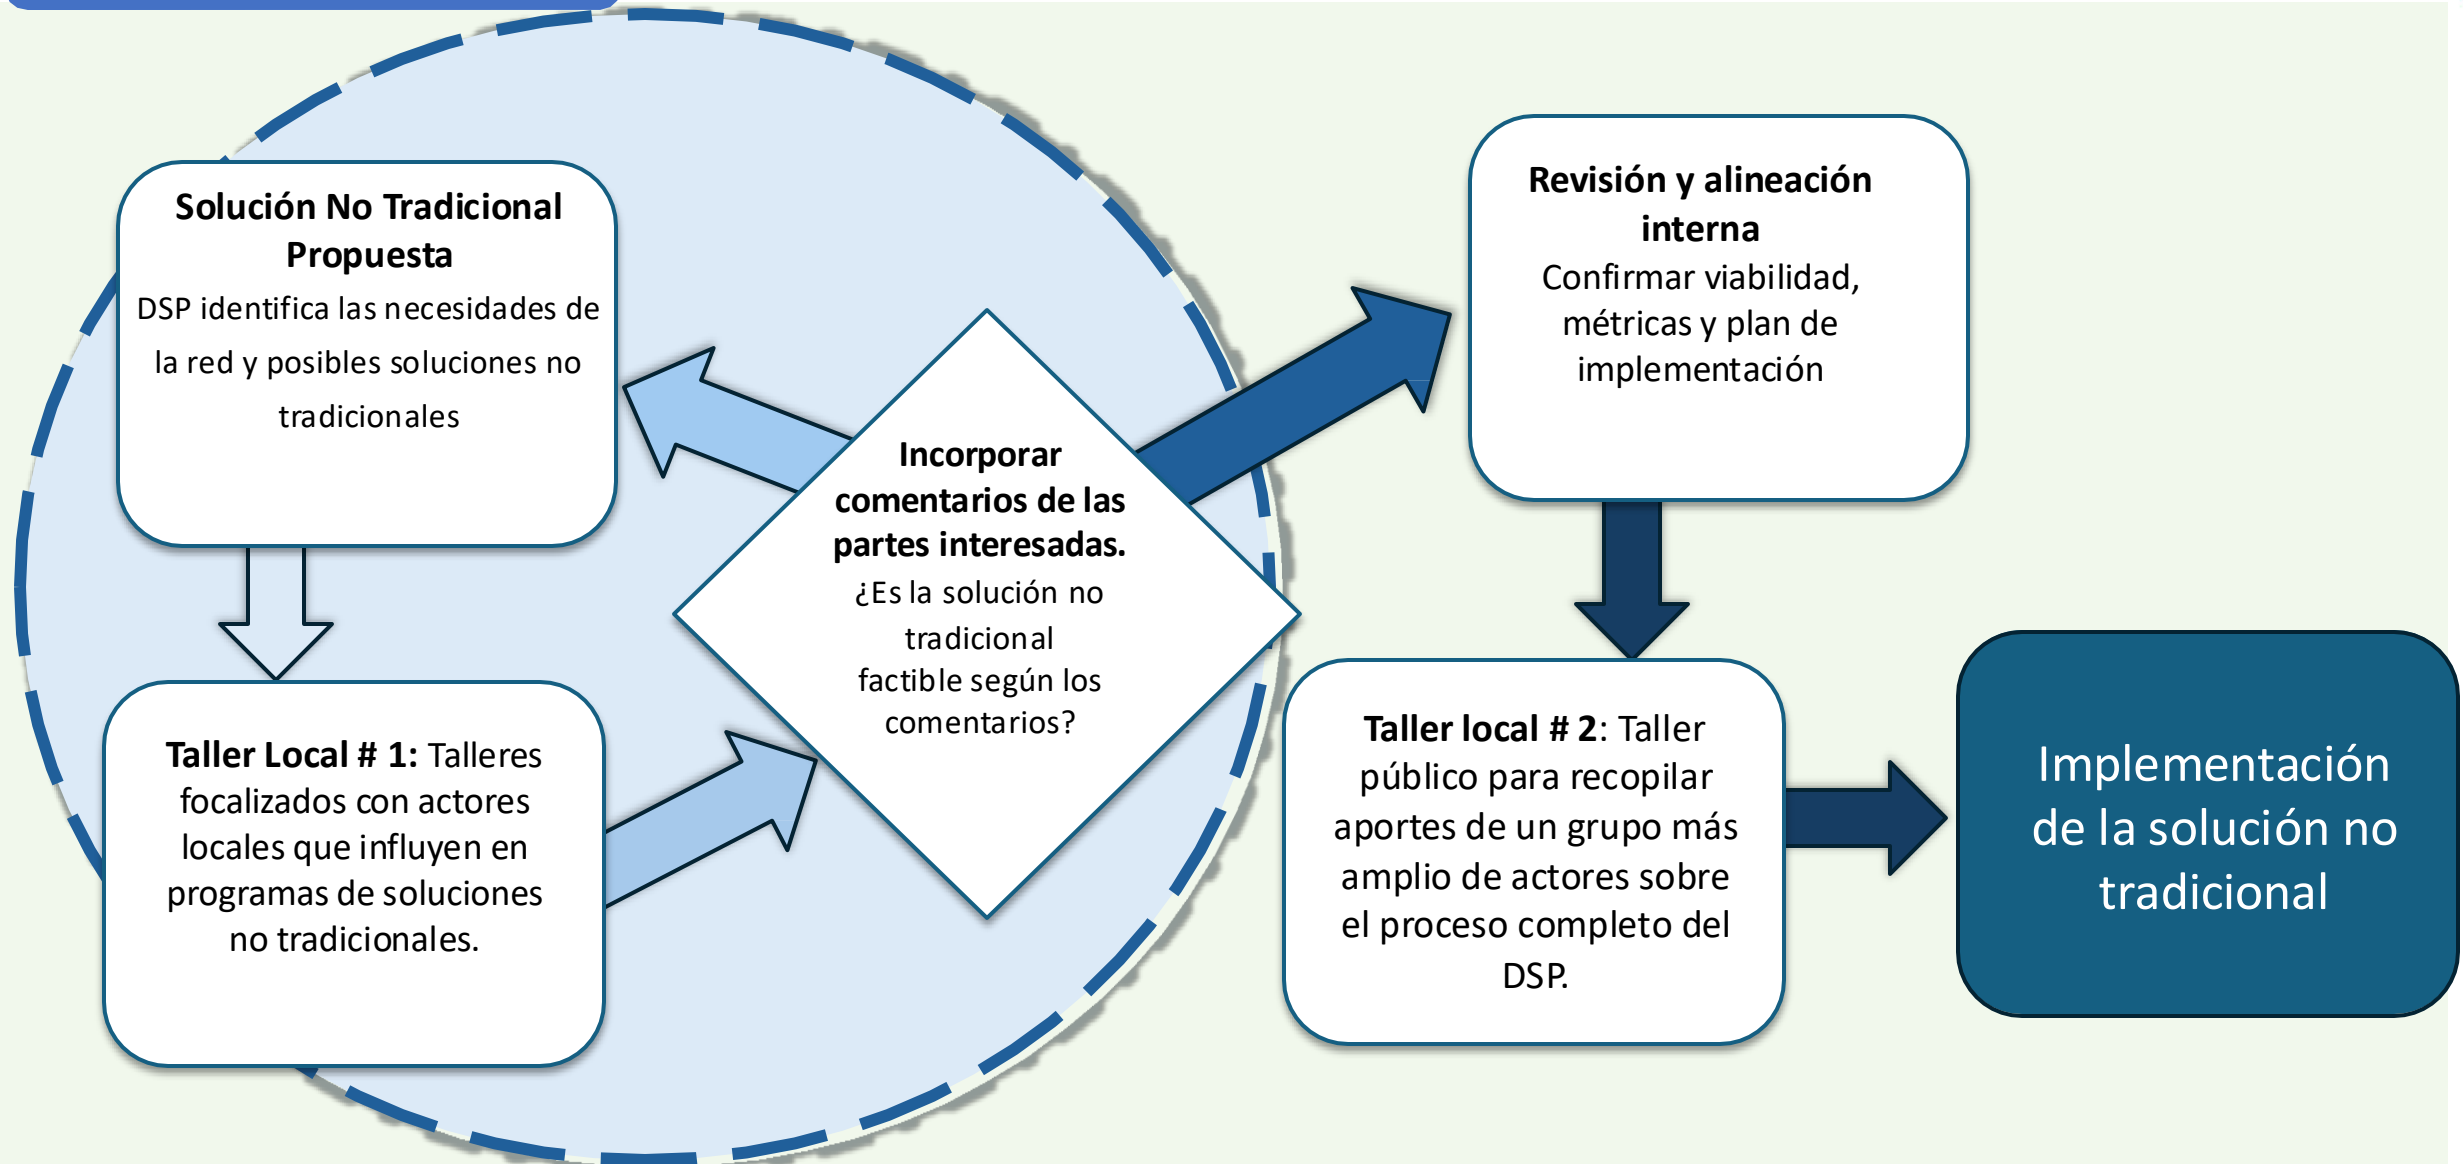 Solución No Tradicional
Propuesta
DSP identifica las necesidades de
la red y posibles soluciones no
tradicionales
Taller Local # 1: Talleres
focalizados con actores
locales que influyen en
programas de soluciones
no tradicionales.
Incorporar
comentarios de las
partes interesadas.
¿Es la solución no
tradicional
factible según los
comentarios?
Revisión y alineación
interna
Confirmar viabilidad,
métricas y plan de
implementación
Taller local # 2: Taller
público para recopilar
aportes de un grupo más
amplio de actores sobre
el proceso completo del
DSP.
Implementación
de la solución no
tradicional